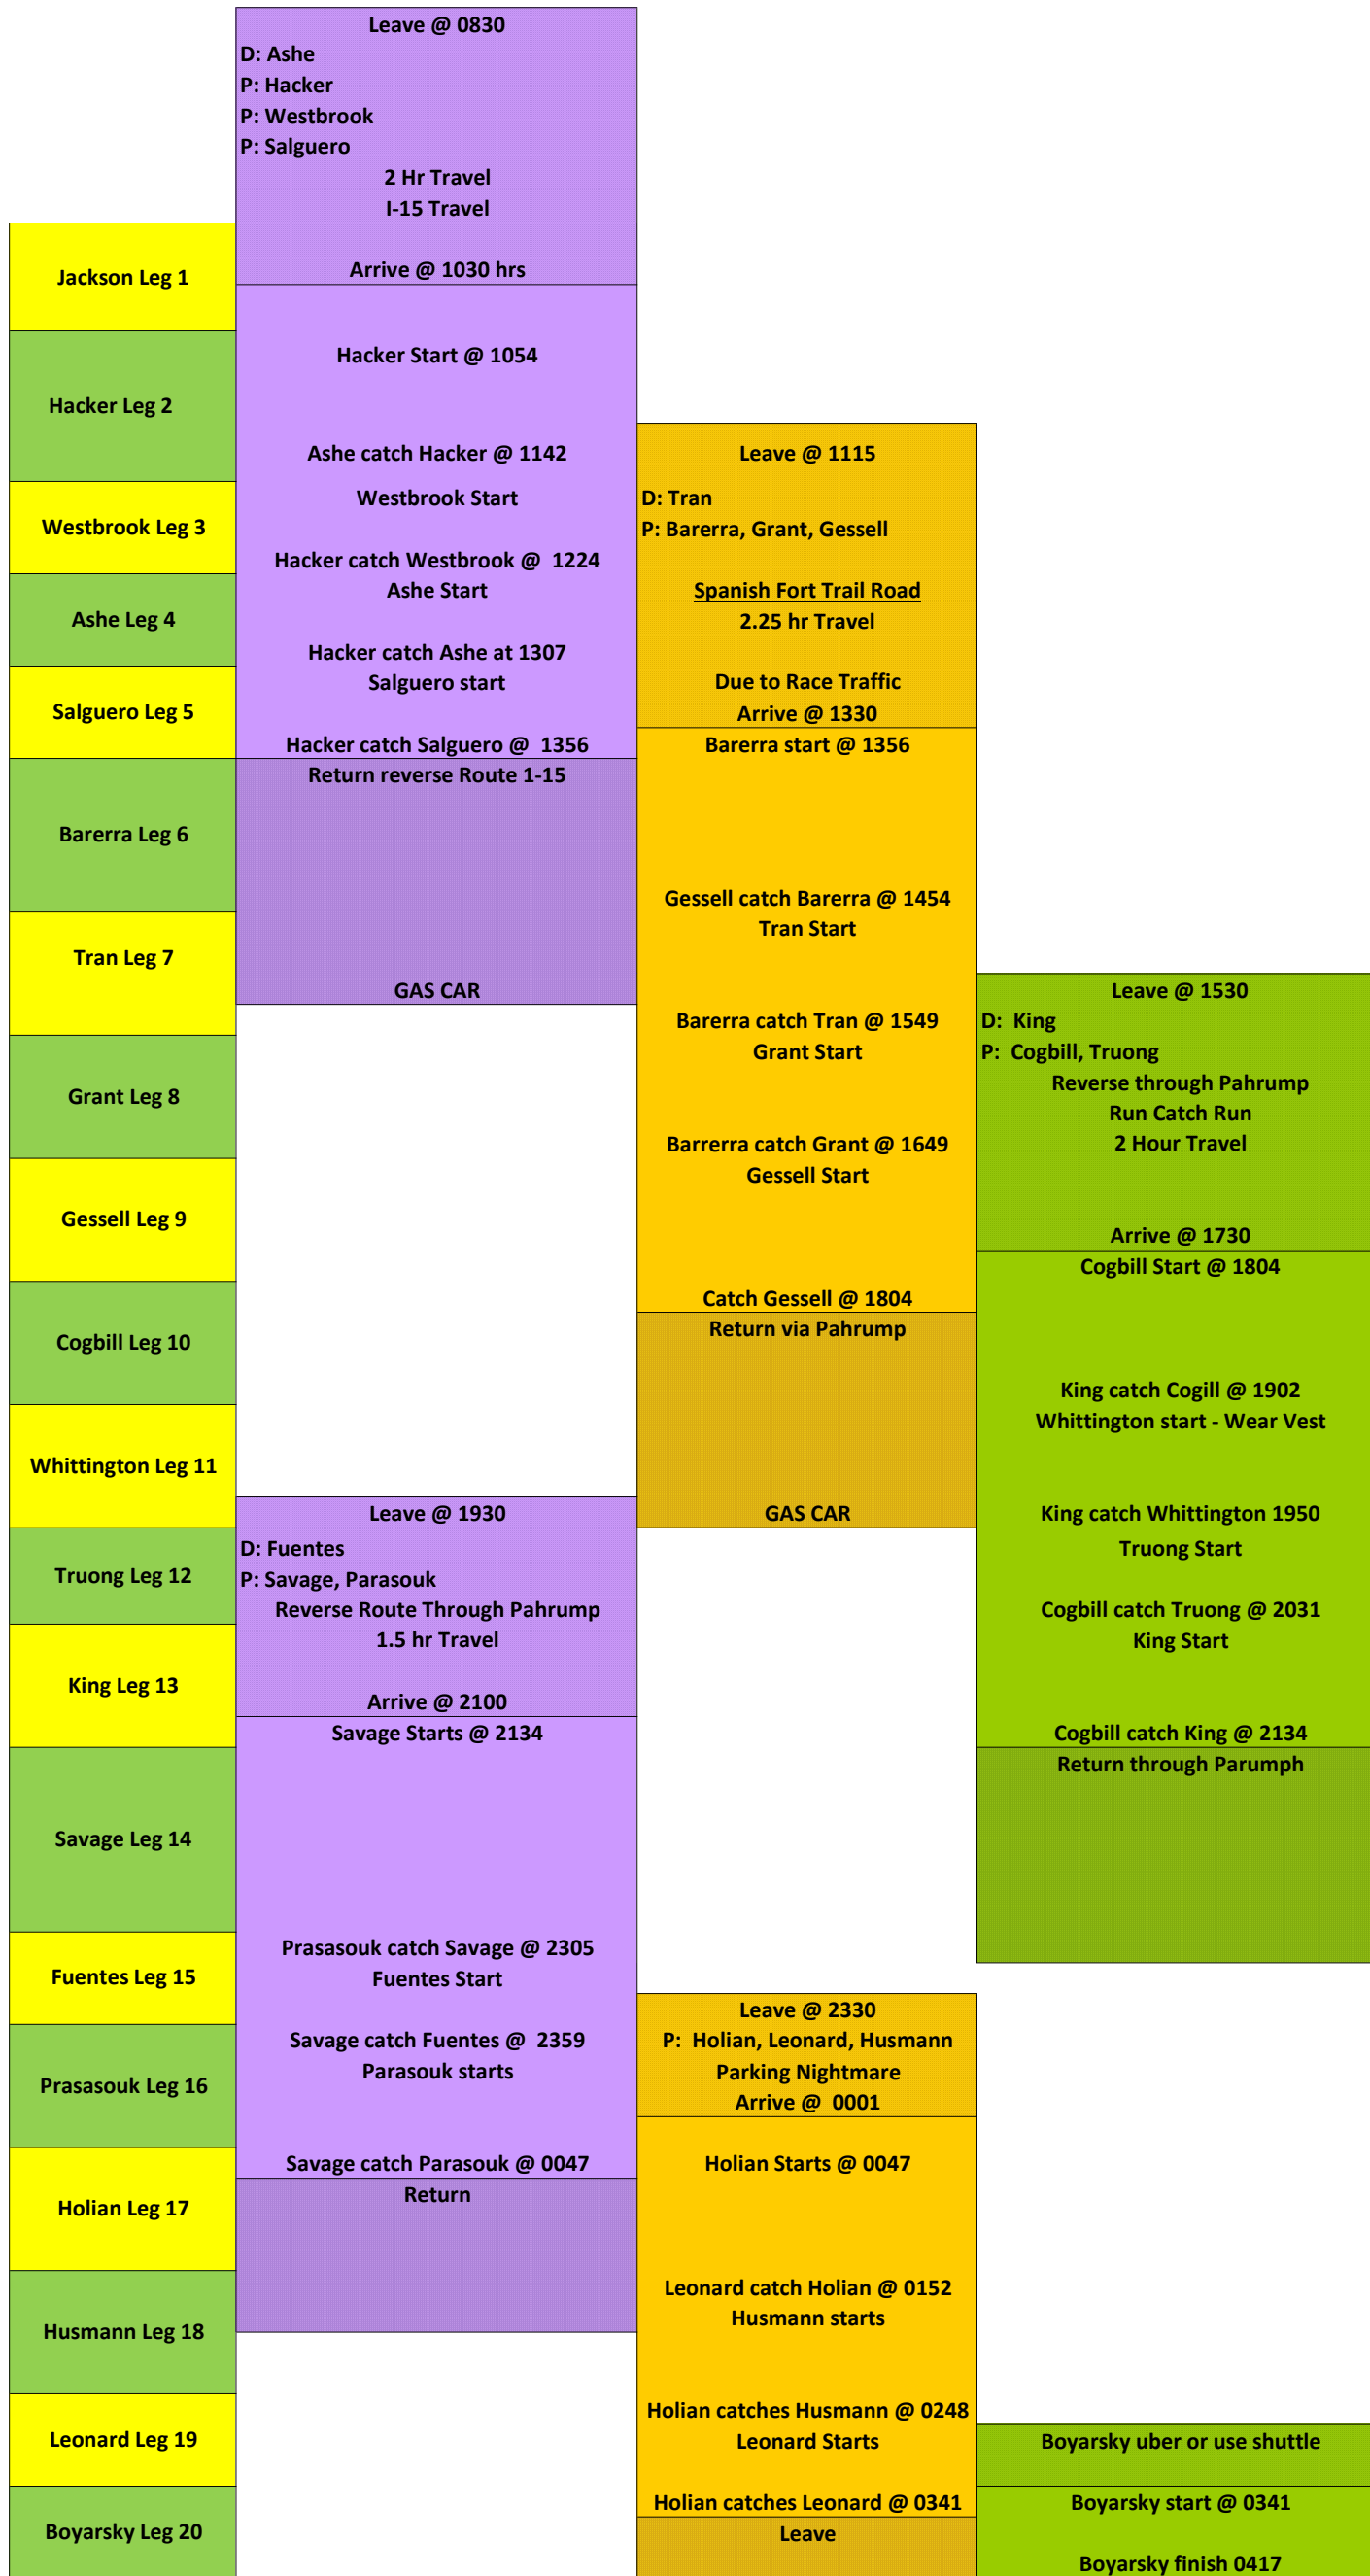 Leave @ 0830
D: Ashe
P: Hacker
P: Westbrook
P: Salguero
2 Hr Travel
I-15 Travel
Arrive @ 1030 hrs
Jackson Leg 1
Hacker Start @ 1054
Hacker Leg 2
Ashe catch Hacker @ 1142
Leave @ 1115
Westbrook Start
D: Tran
Westbrook Leg 3
P: Barerra, Grant, Gessell
Hacker catch Westbrook @  1224
Ashe Start
Spanish Fort Trail Road
Ashe Leg 4
2.25 hr Travel
Hacker catch Ashe at 1307
Salguero start
Due to Race Traffic
Salguero Leg 5
Arrive @ 1330
Hacker catch Salguero @  1356
Barerra start @ 1356
Return reverse Route 1-15
Barerra Leg 6
Gessell catch Barerra @ 1454
Tran Start
Tran Leg 7
GAS CAR
Leave @ 1530
Barerra catch Tran @ 1549
D:  King
Grant Start
P:  Cogbill, Truong
Grant Leg 8
Reverse through Pahrump
Run Catch Run
Barrerra catch Grant @ 1649
2 Hour Travel
Gessell Start
Gessell Leg 9
Arrive @ 1730
Cogbill Start @ 1804
Catch Gessell @ 1804
Return via Pahrump
Cogbill Leg 10
King catch Cogill @ 1902
Whittington start - Wear Vest
Whittington Leg 11
Leave @ 1930
GAS CAR
King catch Whittington 1950
D: Fuentes
Truong Start
Truong Leg 12
P: Savage, Parasouk
Reverse Route Through Pahrump
Cogbill catch Truong @ 2031
1.5 hr Travel
King Start
King Leg 13
Arrive @ 2100
Savage Starts @ 2134
Cogbill catch King @ 2134
Return through Parumph
Savage Leg 14
Prasasouk catch Savage @ 2305
Fuentes Leg 15
Fuentes Start
Leave @ 2330
Savage catch Fuentes @  2359
P:  Holian, Leonard, Husmann
Parasouk starts
Parking Nightmare
Prasasouk Leg 16
Arrive @  0001
Savage catch Parasouk @ 0047
Holian Starts @ 0047
Return
Holian Leg 17
Leonard catch Holian @ 0152
Husmann starts
Husmann Leg 18
Holian catches Husmann @ 0248
Leonard Leg 19
Leonard Starts
Boyarsky uber or use shuttle
Holian catches Leonard @ 0341
Boyarsky start @ 0341
Boyarsky Leg 20
Leave
Boyarsky finish 0417